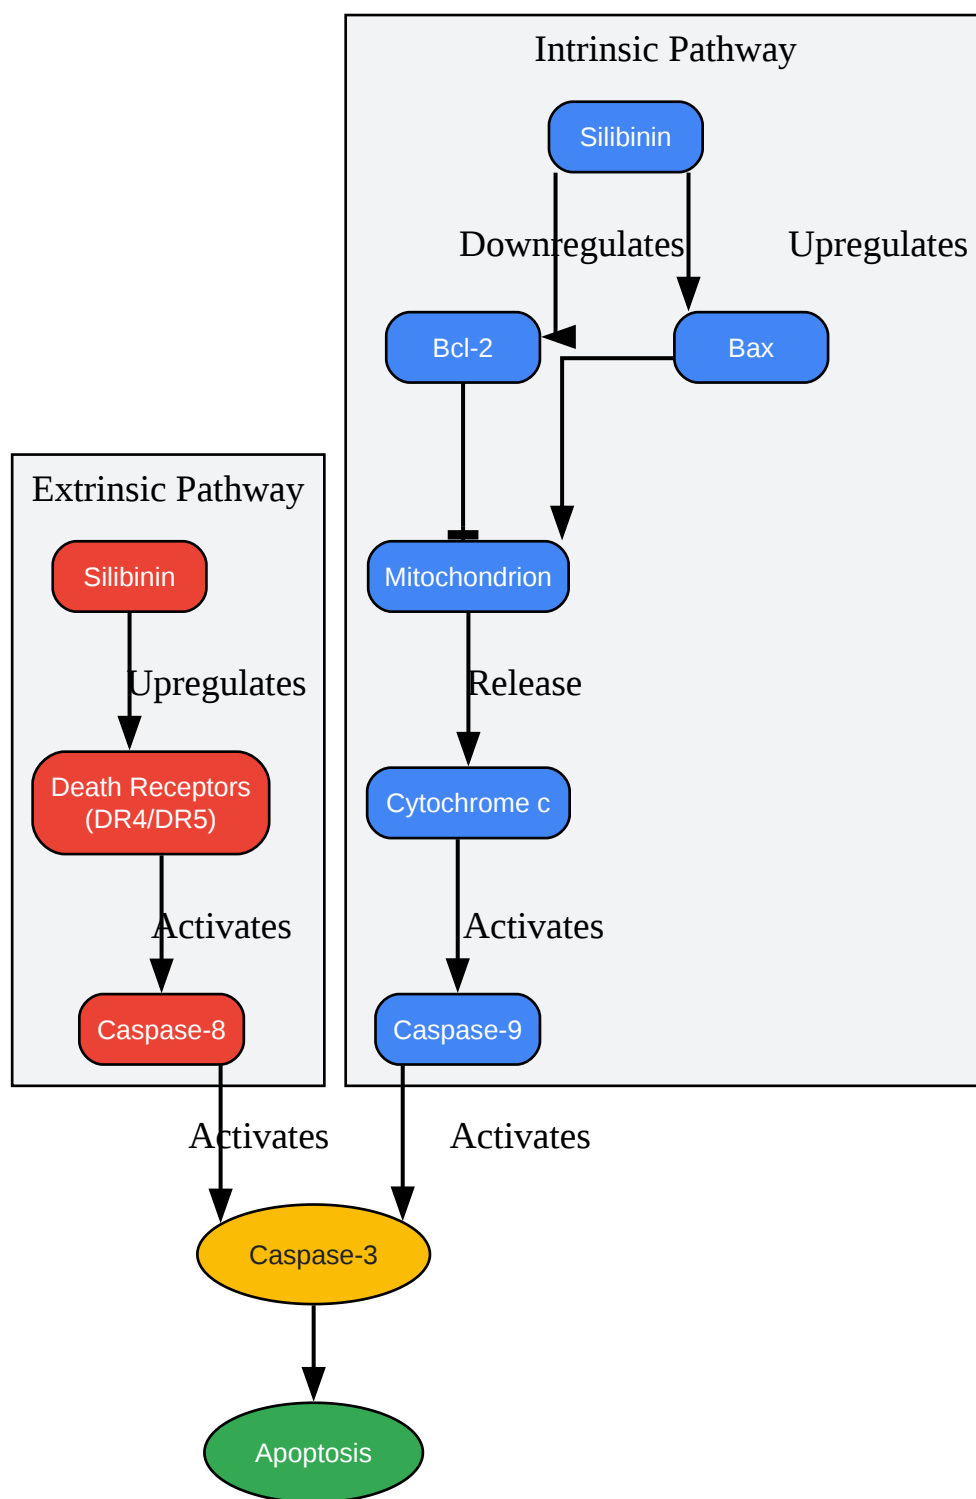 Intrinsic Pathway
Silibinin
Downregulates
Upregulates
Bcl-2
Bax
Extrinsic Pathway
Silibinin
Mitochondrion
Upregulates
Release
Death Receptors
(DR4/DR5)
Cytochrome c
Activates
Activates
Caspase-8
Caspase-9
Activates
Activates
Caspase-3
Apoptosis